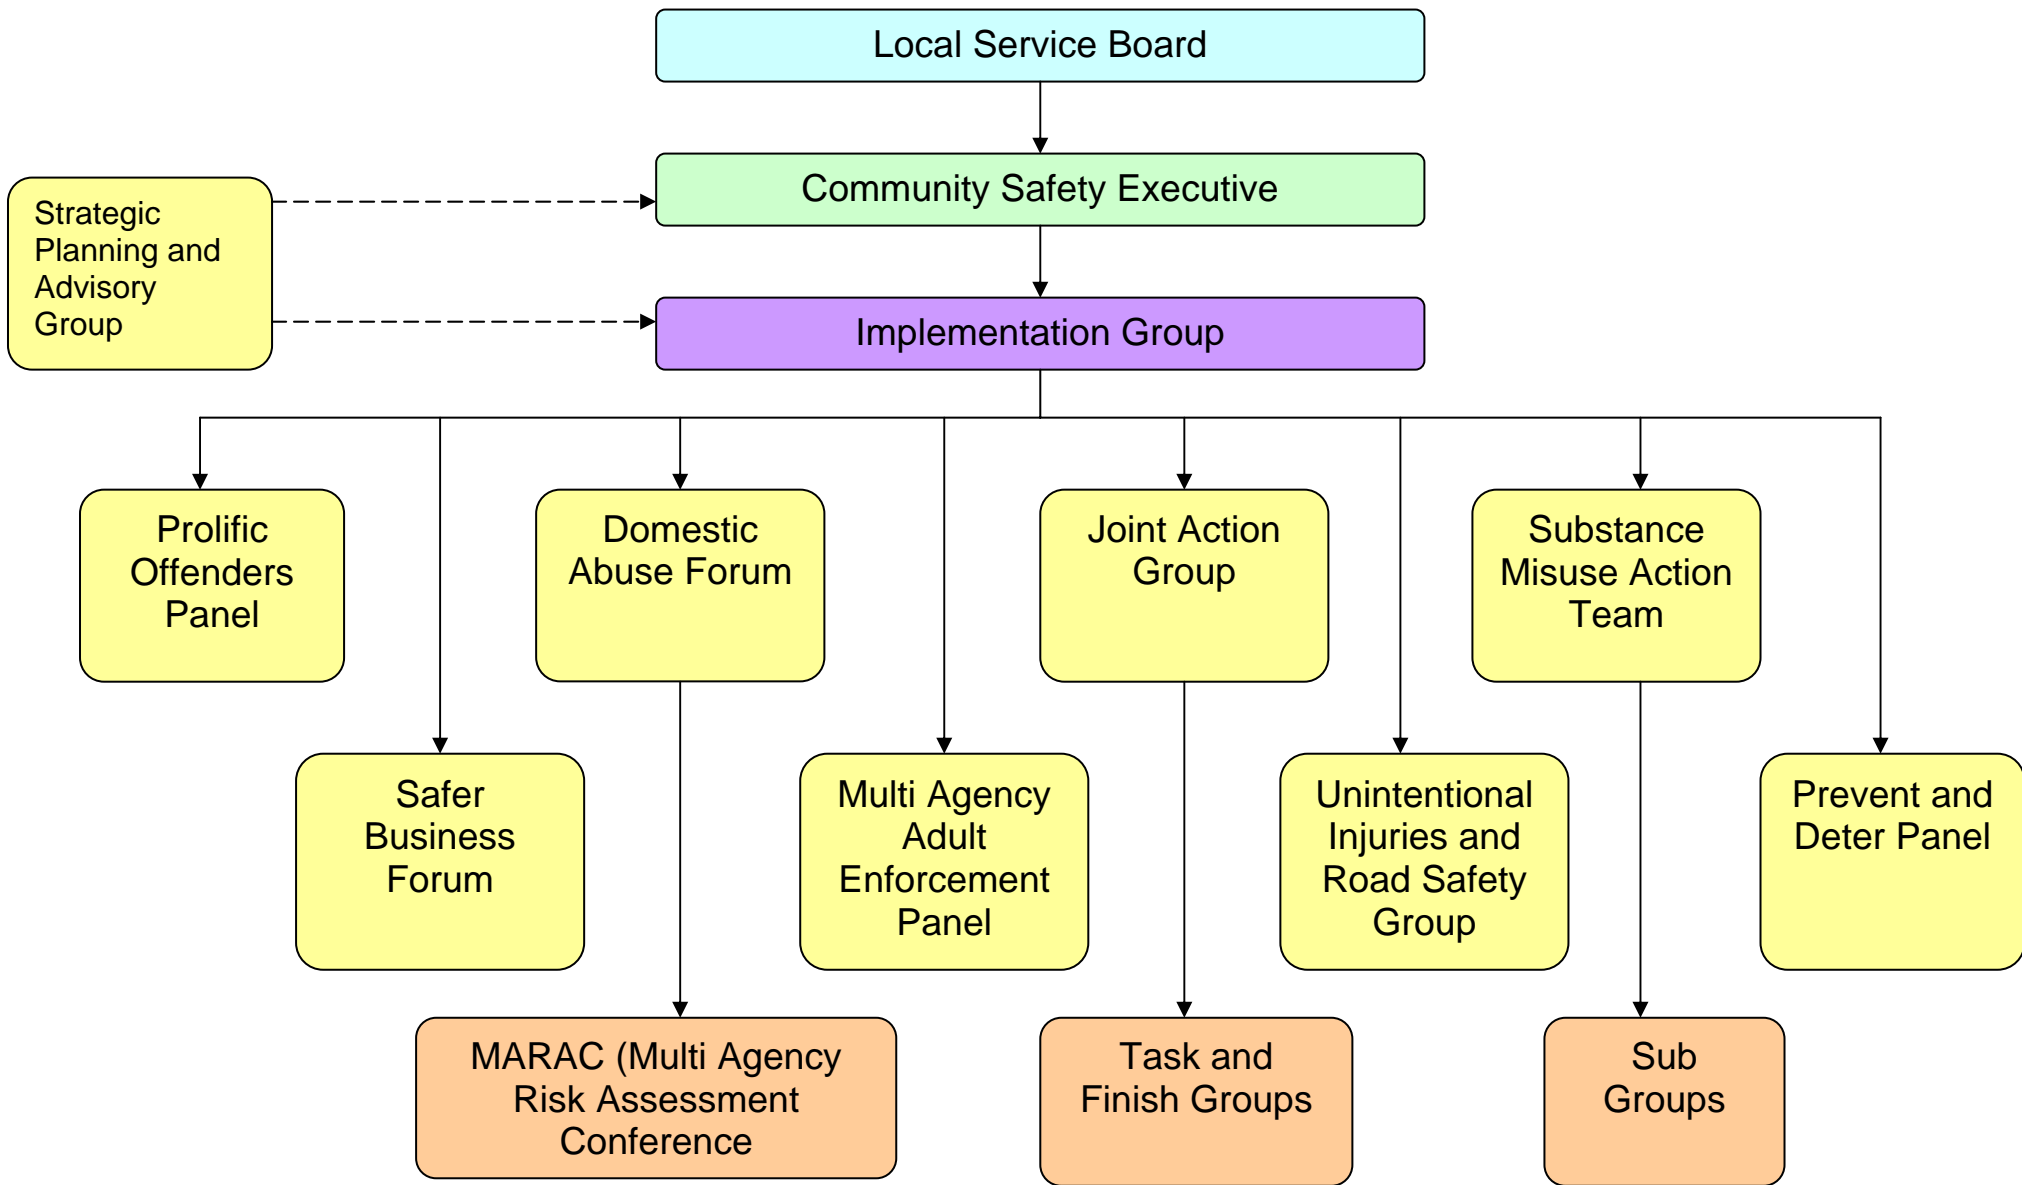 Local Service Board
Community Safety Executive
Strategic
Planning and
Advisory
Group
Implementation Group
Prolific
Offenders
Panel
Domestic
Abuse Forum
Joint Action
Group
Substance
Misuse Action
Team
Safer
Business
Forum
Multi Agency
Adult
Enforcement
Panel
Unintentional
Injuries and
Road Safety
Group
Prevent and
Deter Panel
MARAC (Multi Agency
Risk Assessment
Conference
Task and
Finish Groups
Sub
Groups